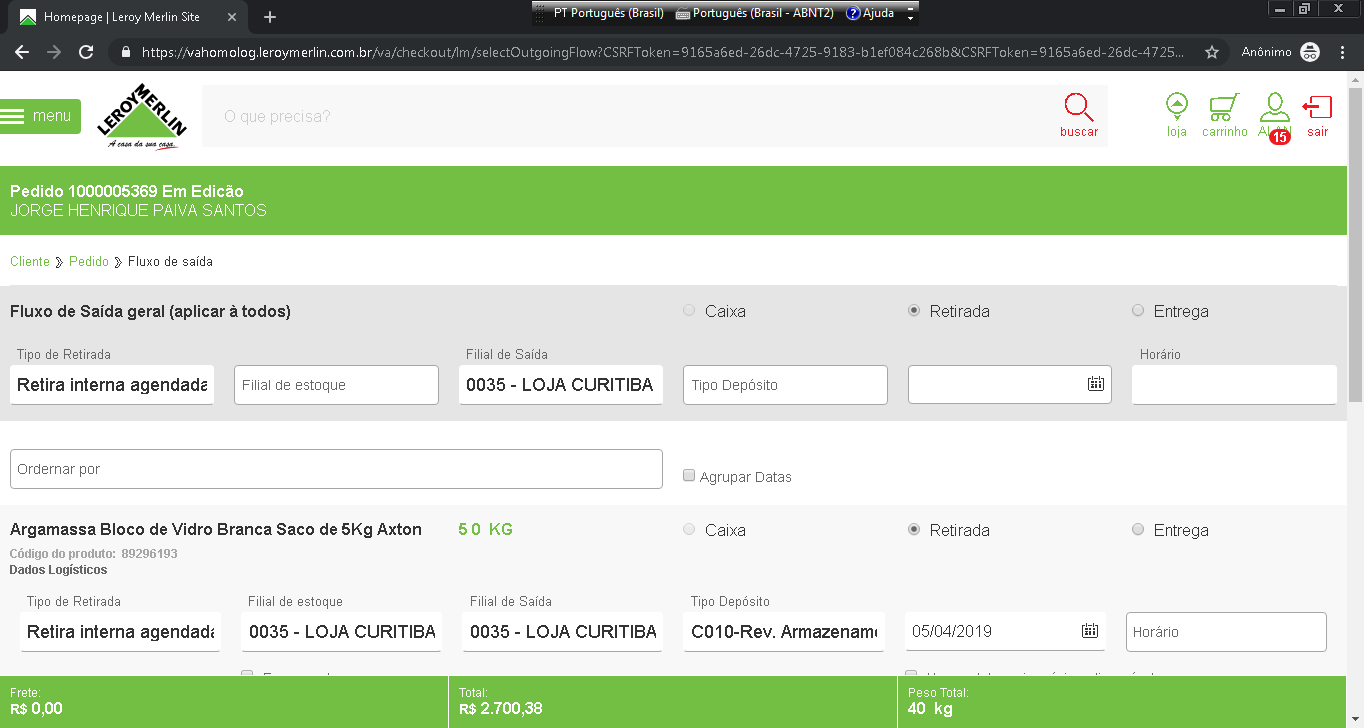 Homepage | Leroy Merlin Site
PT Português (Brasil) Português (Brasil - ABNT2) Ajuda
https://vahomolog.leroymerlin.com.br/va/checkout/lm/selectOutgoingFlow?CSRFToken=9165a6ed-26dc-4725-9183-b1ef084c268b&CSRFToken=9165a6ed-26dc-4725...
Anônimo
menu
LEROY MERLIN
A casa da sua casa.
O que precisa?
buscar
loja
carrinho
ALAN
15
sair
Pedido 1000005369 Em Edicão
JORGE HENRIQUE PAIVA SANTOS
Cliente Pedido Fluxo de saída
Fluxo de Saída geral (aplicar à todos) Caixa Retirada Entrega
Tipo de Retirada Filial de Saída Horário
Retira interna agendada Filial de estoque 0035 - LOJA CURITIBA Tipo Depósito
Ordernar por Agrupar Datas
Argamassa Bloco de Vidro Branca Saco de 5Kg Axton 50 KG Caixa Retirada Entrega
Código do produto: 89296193
Dados Logísticos
Tipo de Retirada Filial de estoque Filial de Saída Tipo Depósito
Retira interna agendada 0035 - LOJA CURITIBA 0035 - LOJA CURITIBA C010-Rev. Armazename 05/04/2019 Horário
Frete: Total: Peso Total:
R$ 0,00 R$ 2.700,38 40 kg